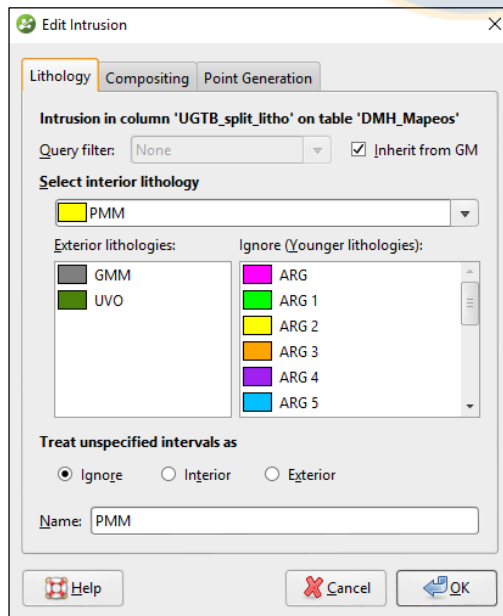 Edit Intrusion
Lithology Compositing Point Generation
Intrusion in column 'UGTB_split_litho' on table 'DMH_Mapeos'
Query filter: None Inherit from GM
Select interior lithology
PMM
Exterior lithologies: Ignore (Younger lithologies):
GMM ARG
UVO ARG 1
ARG 2
ARG 3
ARG 4
ARG 5
Treat unspecified intervals as
Ignore Interior Exterior
Name: PMM
Help Cancel OK